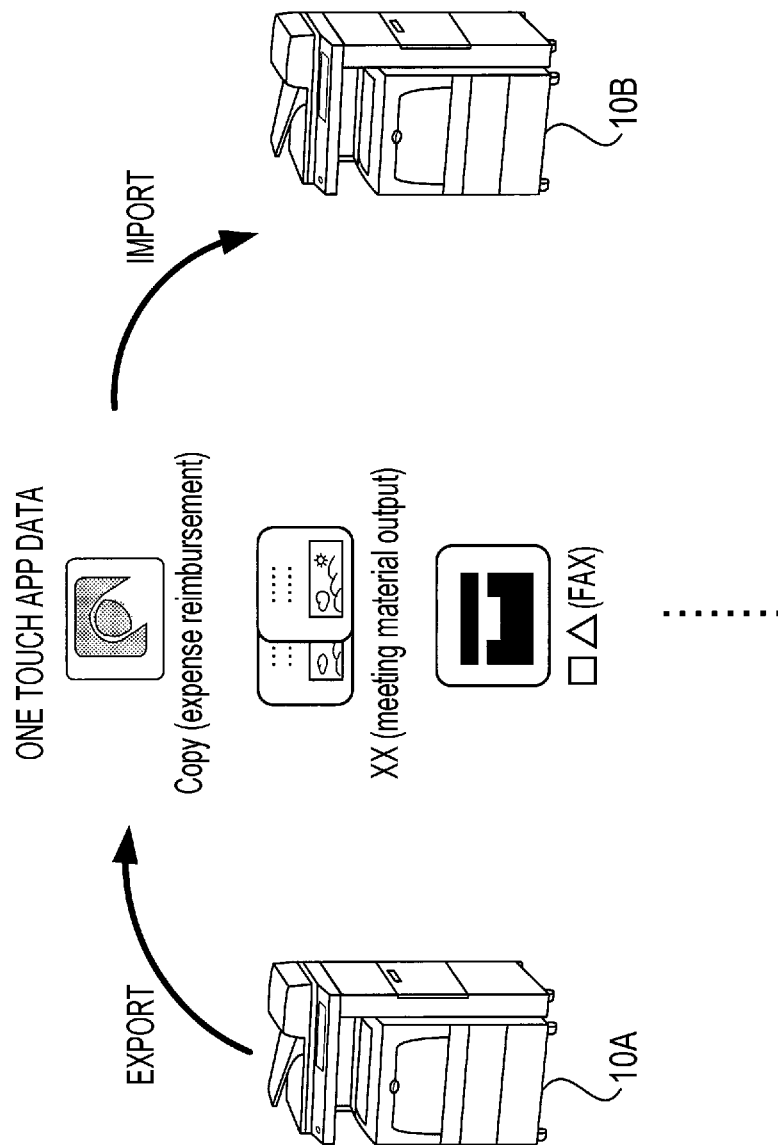 ONE TOUCH APP DATA
EXPORT
IMPORT
Copy (expense reimbursement)
XX (meeting material output)
□△(FAX)
10A
10B